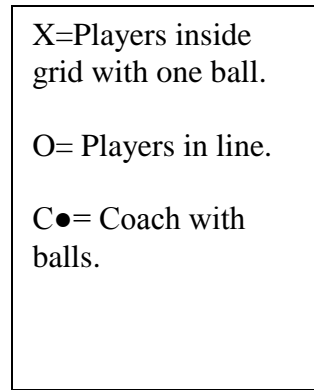 X=Players inside
grid with one ball.
O= Players in line.
C●= Coach with
balls.